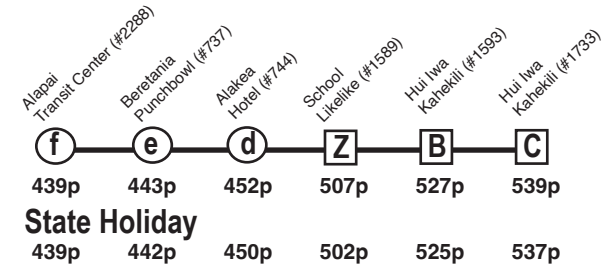 Alapai
Transit Center (#2288)
Beretania
Punchbowl (#737)
Alakea
Hotel (#744)
School
Likelike (#1589)
Hui Iwa
Kahekili (#1593)
Hui Iwa
Kahekili (#1733)
f e d Z B C
439p 443p 452p 507p 527p 539p
State Holiday
439p 442p 450p 502p 525p 537p